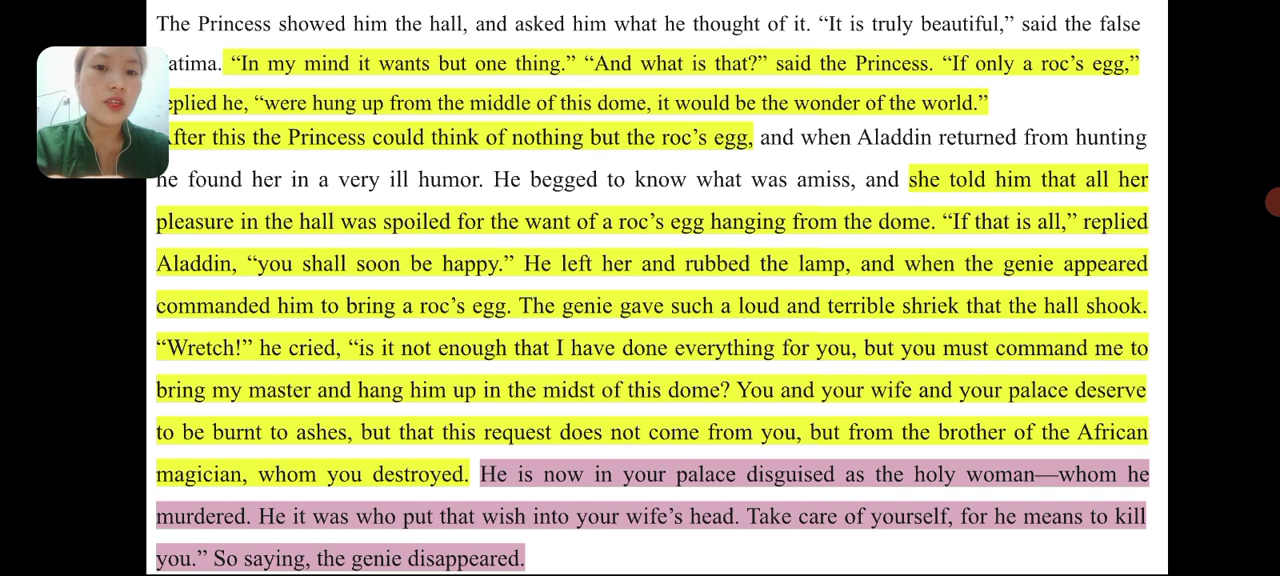 The Princess showed him the hall, and asked him what he thought of it. “It is truly beautiful,” said the false
atima. “In my mind it wants but one thing.” “And what is that?” said the Princess. “If only a roc’s egg,”
eplied he, “were hung up from the middle of this dome, it would be the wonder of the world.”
fter this the Princess could think of nothing but the roc’s egg, and when Aladdin returned from hunting
he found her in a very ill humor. He begged to know what was amiss, and she told him that all her
pleasure in the hall was spoiled for the want of a roc’s egg hanging from the dome. “If that is all,” replied
Aladdin, “you shall soon be happy.” He left her and rubbed the lamp, and when the genie appeared
commanded him to bring a roc’s egg. The genie gave such a loud and terrible shriek that the hall shook.
“Wretch!” he cried, “is it not enough that I have done everything for you, but you must command me to
bring my master and hang him up in the midst of this dome? You and your wife and your palace deserve
to be burnt to ashes, but that this request does not come from you, but from the brother of the African
magician, whom you destroyed. He is now in your palace disguised as the holy woman—whom he
murdered. He it was who put that wish into your wife’s head. Take care of yourself, for he means to kill
you.” So saying, the genie disappeared.